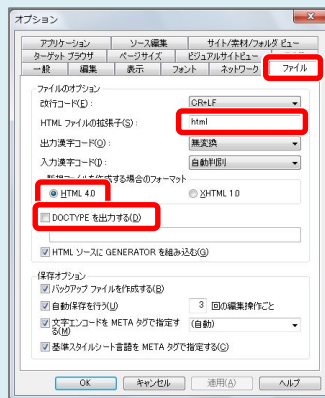 オプション
アプリケーション ソース編集 サイト/素材/フォルダ ビュー
ターゲット ブラウザ ページサイズ ビジュアルサイトビュー
一般 編集 表示 フォント ネットワーク ファイル
ファイルのオプション
改行コード(E): CR+LF
HTML ファイルの拡張子(S): html
出力漢字コード(O): 無変換
入力漢字コード(I): 自動判別
新規ファイルを作成する場合のフォーマット
HTML 4.0 XHTML 1.0
DOCTYPE を出力する(D)
HTML ソースに GENERATOR を組み込む(G)
保存オプション
バックアップ ファイルを作成する(B)
自動保存を行う(U) 3 回の編集操作ごと
文字エンコードを META タグで指定す
る(M) (自動)
基準スタイルシート言語を META タグで指定する(C)
OK キャンセル 適用(A) ヘルプ